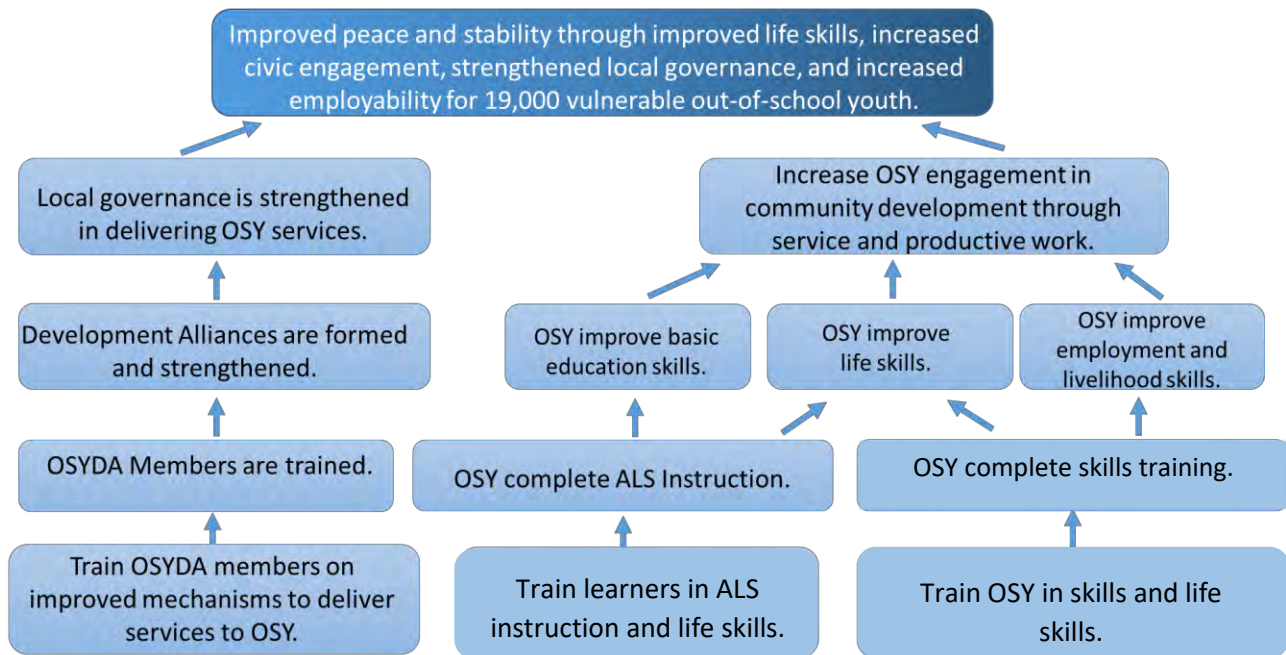 Improved peace and stability through improved life skills, increased
civic engagement, strengthened local governance, and increased
employability for 19,000 vulnerable out-of-school youth.
Local governance is strengthened
in delivering OSY services.
Increase OSY engagement in
community development through
service and productive work.
Development Alliances are formed
and strengthened.
OSY improve basic
education skills.
OSY improve
life skills.
OSY improve
employment and
livelihood skills.
OSYDA Members are trained.
OSY complete ALS Instruction.
OSY complete skills training.
Train OSYDA members on
improved mechanisms to deliver
services to OSY.
Train learners in ALS
instruction and life skills.
Train OSY in skills and life
skills.